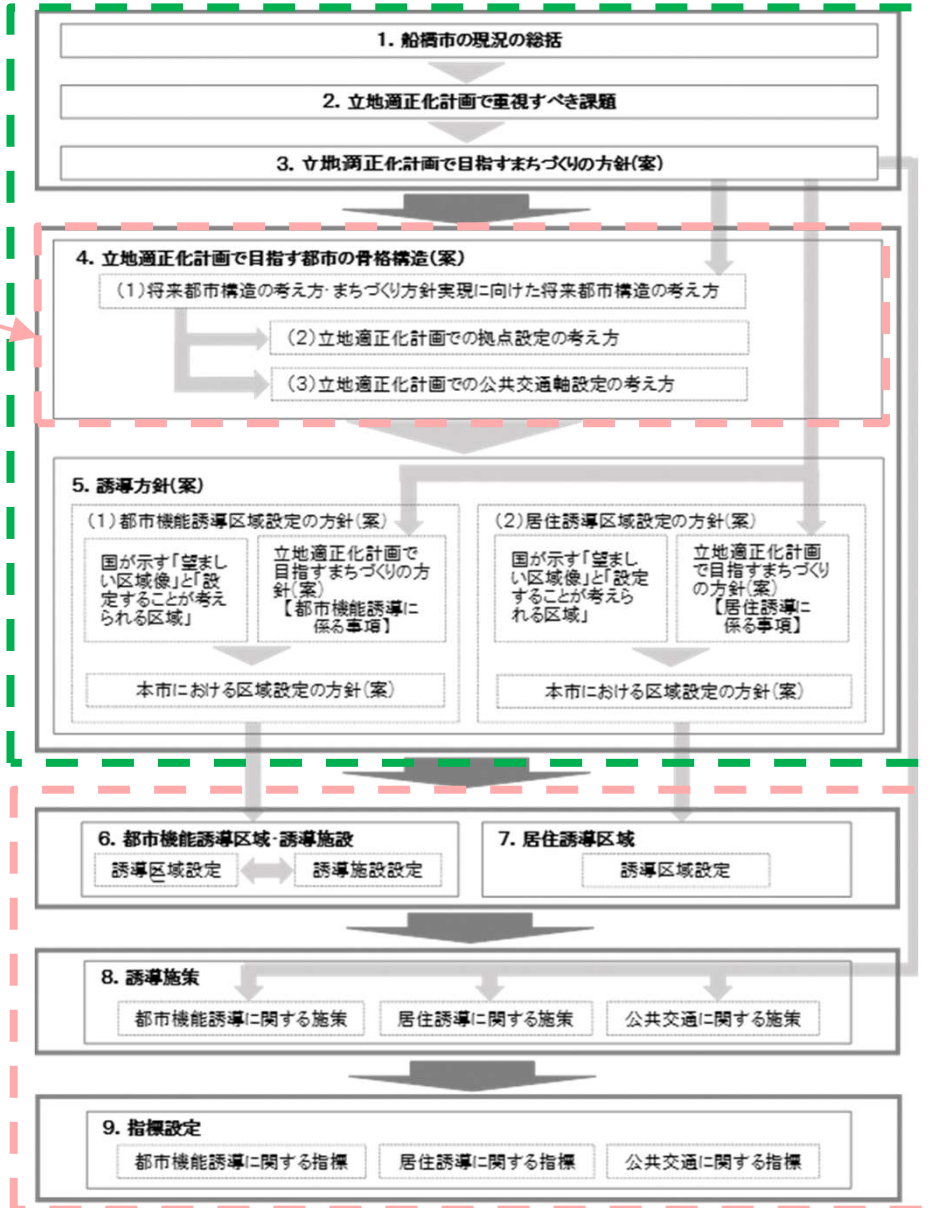 1. 船橋市の現況の総括
2. 立地適正化計画で重視すべき課題
3. 立地適正化計画で目指すまちづくりの方針(案)
4. 立地適正化計画で目指す都市の骨格構造(案)
(1)将来都市構造の考え方・まちづくり方針実現に向けた将来都市構造の考え方
(2)立地適正化計画での拠点設定の考え方
(3)立地適正化計画での公共交通軸設定の考え方
5. 誘導方針(案)
(1)都市機能誘導区域設定の方針(案)
国が示す「望まし
い区域像」と「設
定することが考え
られる区域」
立地適正化計画で
目指すまちづくりの方
針(案)
【都市機能誘導に
係る事項】
本市における区域設定の方針(案)
(2)居住誘導区域設定の方針(案)
国が示す「望まし
い区域像」と「設定
することが考えら
れる区域」
立地適正化計画
で目指すまちづくり
の方針(案)
【居住誘導に
係る事項】
本市における区域設定の方針(案)
6. 都市機能誘導区域・誘導施設
誘導区域設定
誘導施設設定
7. 居住誘導区域
誘導区域設定
8. 誘導施策
都市機能誘導に関する施策
居住誘導に関する施策
公共交通に関する施策
9. 指標設定
都市機能誘導に関する指標
居住誘導に関する指標
公共交通に関する指標